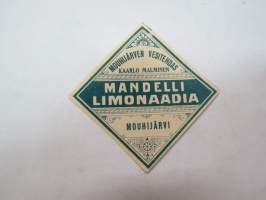 MOUHIJÄRVEN VESITEHDAS
KAARLO MALMINEN
MANDELLI
LIMONAADIA
MOUHIJÄRVI